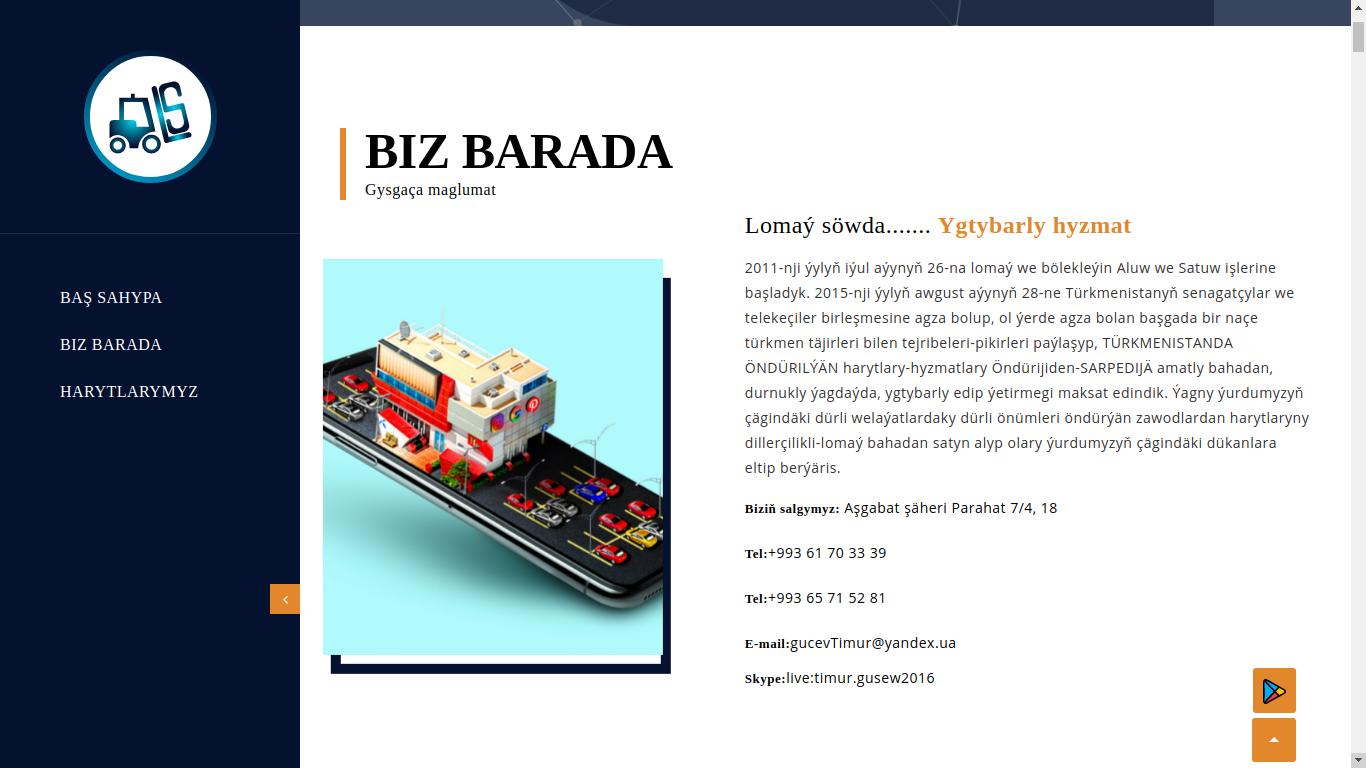 BAŞ SAHYPA
BIZ BARADA
HARYTLARYMYZ
BIZ BARADA
Gysgaça maglumat
Lomaý söwda....... Ygtybarly hyzmat
2011-nji ýylyň iýul aýynyň 26-na lomaý we bölekleýin Aluw we Satuw işlerine
başladyk. 2015-nji ýylyň awgust aýynyň 28-ne Türkmenistanyň senagatçylar we
telekeçiler birleşmesine agza bolup, ol ýerde agza bolan başgada bir naçe
türkmen täjirleri bilen tejribeleri-pikirleri paýlaşyp, TÜRKMENISTANDA
ÖNDÜRILÝÄN harytlary-hyzmatlary Öndürijiden-SARPEDIJÄ amatly bahadan,
durnukly ýagdaýda, ygtybarly edip ýetirmegi maksat edindik. Ýagny ýurdumyzyň
çägindäki dürli welaýatlardaky dürli önümleri öndürýän zawodlardan harytlaryny
dillerçilikli-lomaý bahadan satyn alyp olary ýurdumyzyň çägindäki dükanlara
eltip berýäris.
Biziň salgymyz: Aşgabat şäheri Parahat 7/4, 18
Tel:+993 61 70 33 39
Tel:+993 65 71 52 81
E-mail:gucevTimur@yandex.ua
Skype:live:timur.gusew2016